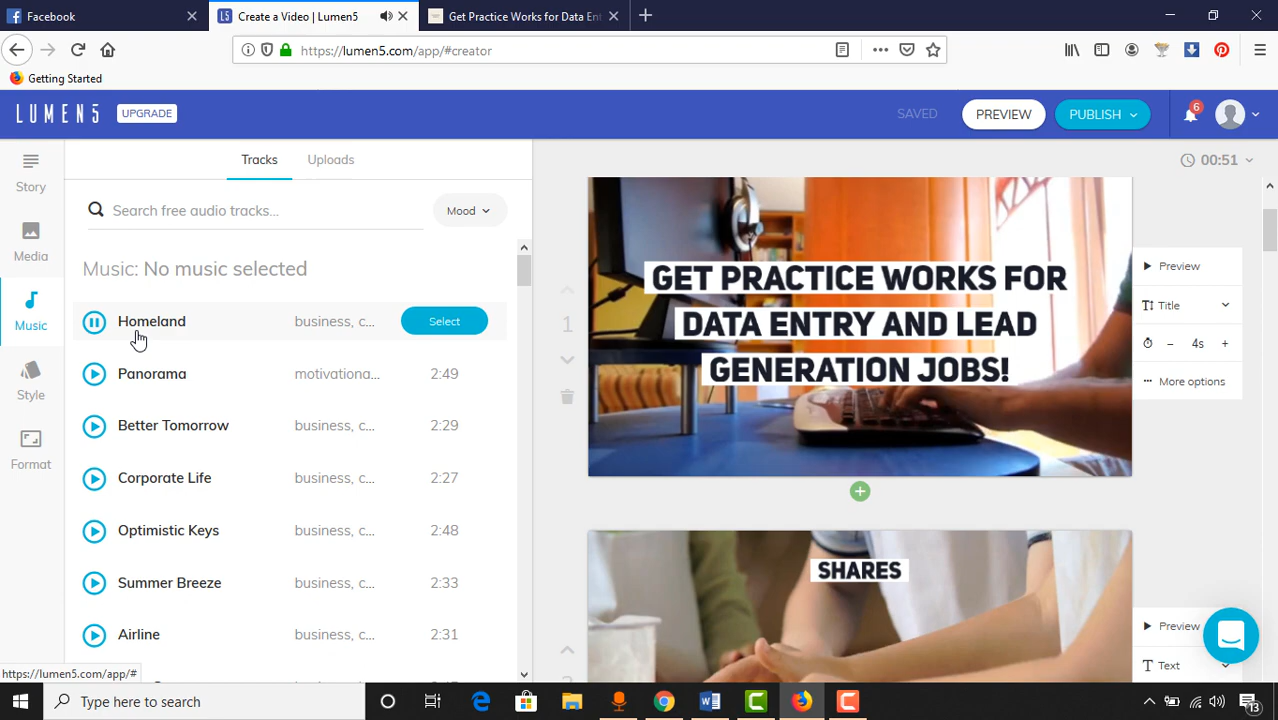 Facebook
Create a Video | Lumen5
Get Practice Works for Data Ent
https://lumen5.com/app/#creator
Getting Started
LUMEN5
UPGRADE
SAVED
PREVIEW
PUBLISH
6
Story
Media
Music
Style
Format
Tracks
Uploads
Search free audio tracks...
Mood
Music: No music selected
Homeland
business, c...
Select
Panorama
motivationa...
2:49
Better Tomorrow
business, c...
2:29
Corporate Life
business, c...
2:27
Optimistic Keys
business, c...
2:48
Summer Breeze
business, c...
2:33
Airline
business, c...
2:31
https://lumen5.com/app/#
00:51
1
GET PRACTICE WORKS FOR
DATA ENTRY AND LEAD
GENERATION JOBS!
Preview
Title
4s
More options
SHARES
Preview
Text
Type here to search
13